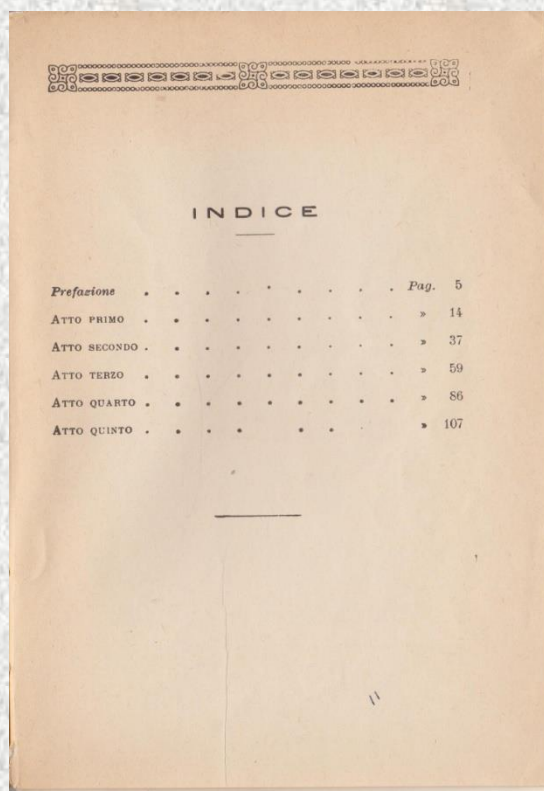 INDICE
Prefazione . . . . . . . . . Pag. 5
ATTO PRIMO . . . . . . . . . » 14
ATTO SECONDO . . . . . . . . . » 37
ATTO TERZO . . . . . . . . . » 59
ATTO QUARTO . . . . . . . . . » 86
ATTO QUINTO . . . . . . . » 107